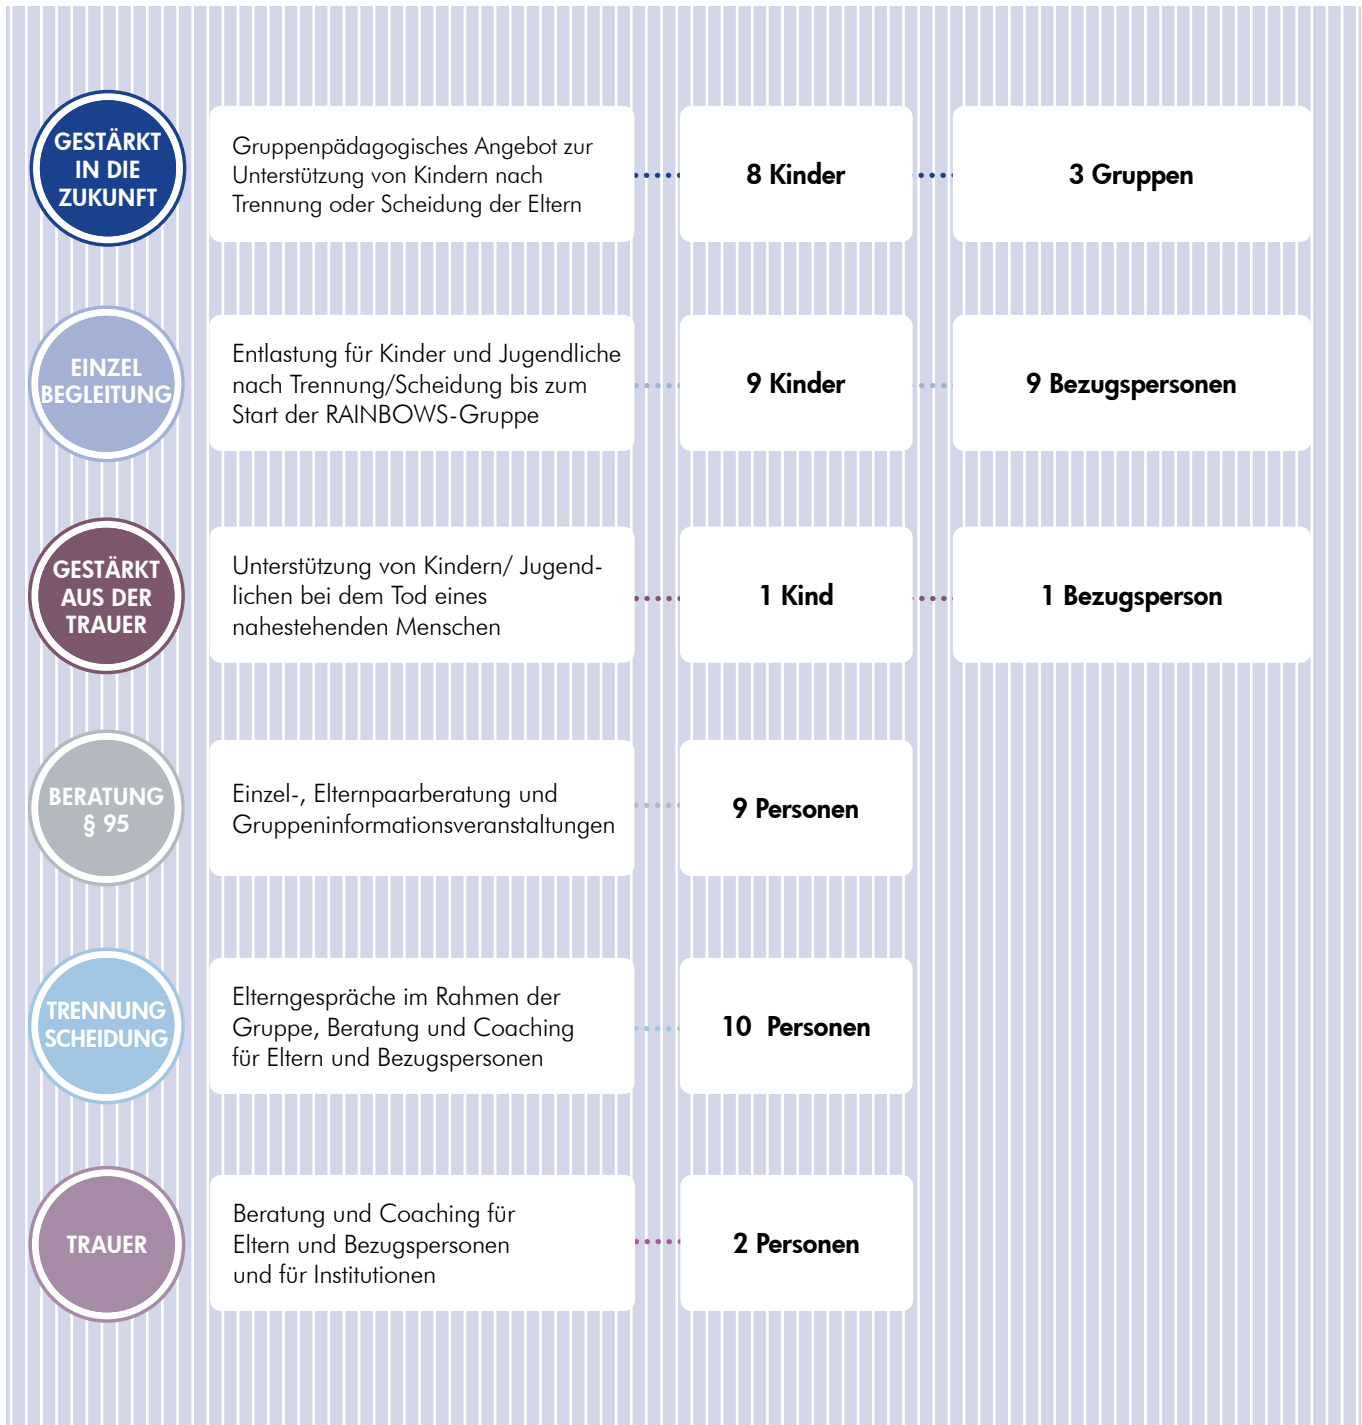 GESTÄRKT
IN DIE
ZUKUNFT
Gruppenpädagogisches Angebot zur
Unterstützung von Kindern nach
Trennung oder Scheidung der Eltern
8 Kinder
3 Gruppen
EINZEL
BEGLEITUNG
Entlastung für Kinder und Jugendliche
nach Trennung/Scheidung bis zum
Start der RAINBOWS-Gruppe
9 Kinder
9 Bezugspersonen
GESTÄRKT
AUS DER
TRAUER
Unterstützung von Kindern/ Jugend-
lichen bei dem Tod eines
nahestehenden Menschen
1 Kind
1 Bezugsperson
BERATUNG
§ 95
Einzel-, Elternpaarberatung und
Gruppeninformationsveranstaltungen
9 Personen
TRENNUNG
SCHEIDUNG
Elterngespräche im Rahmen der
Gruppe, Beratung und Coaching
für Eltern und Bezugspersonen
10 Personen
TRAUER
Beratung und Coaching für
Eltern und Bezugspersonen
und für Institutionen
2 Personen